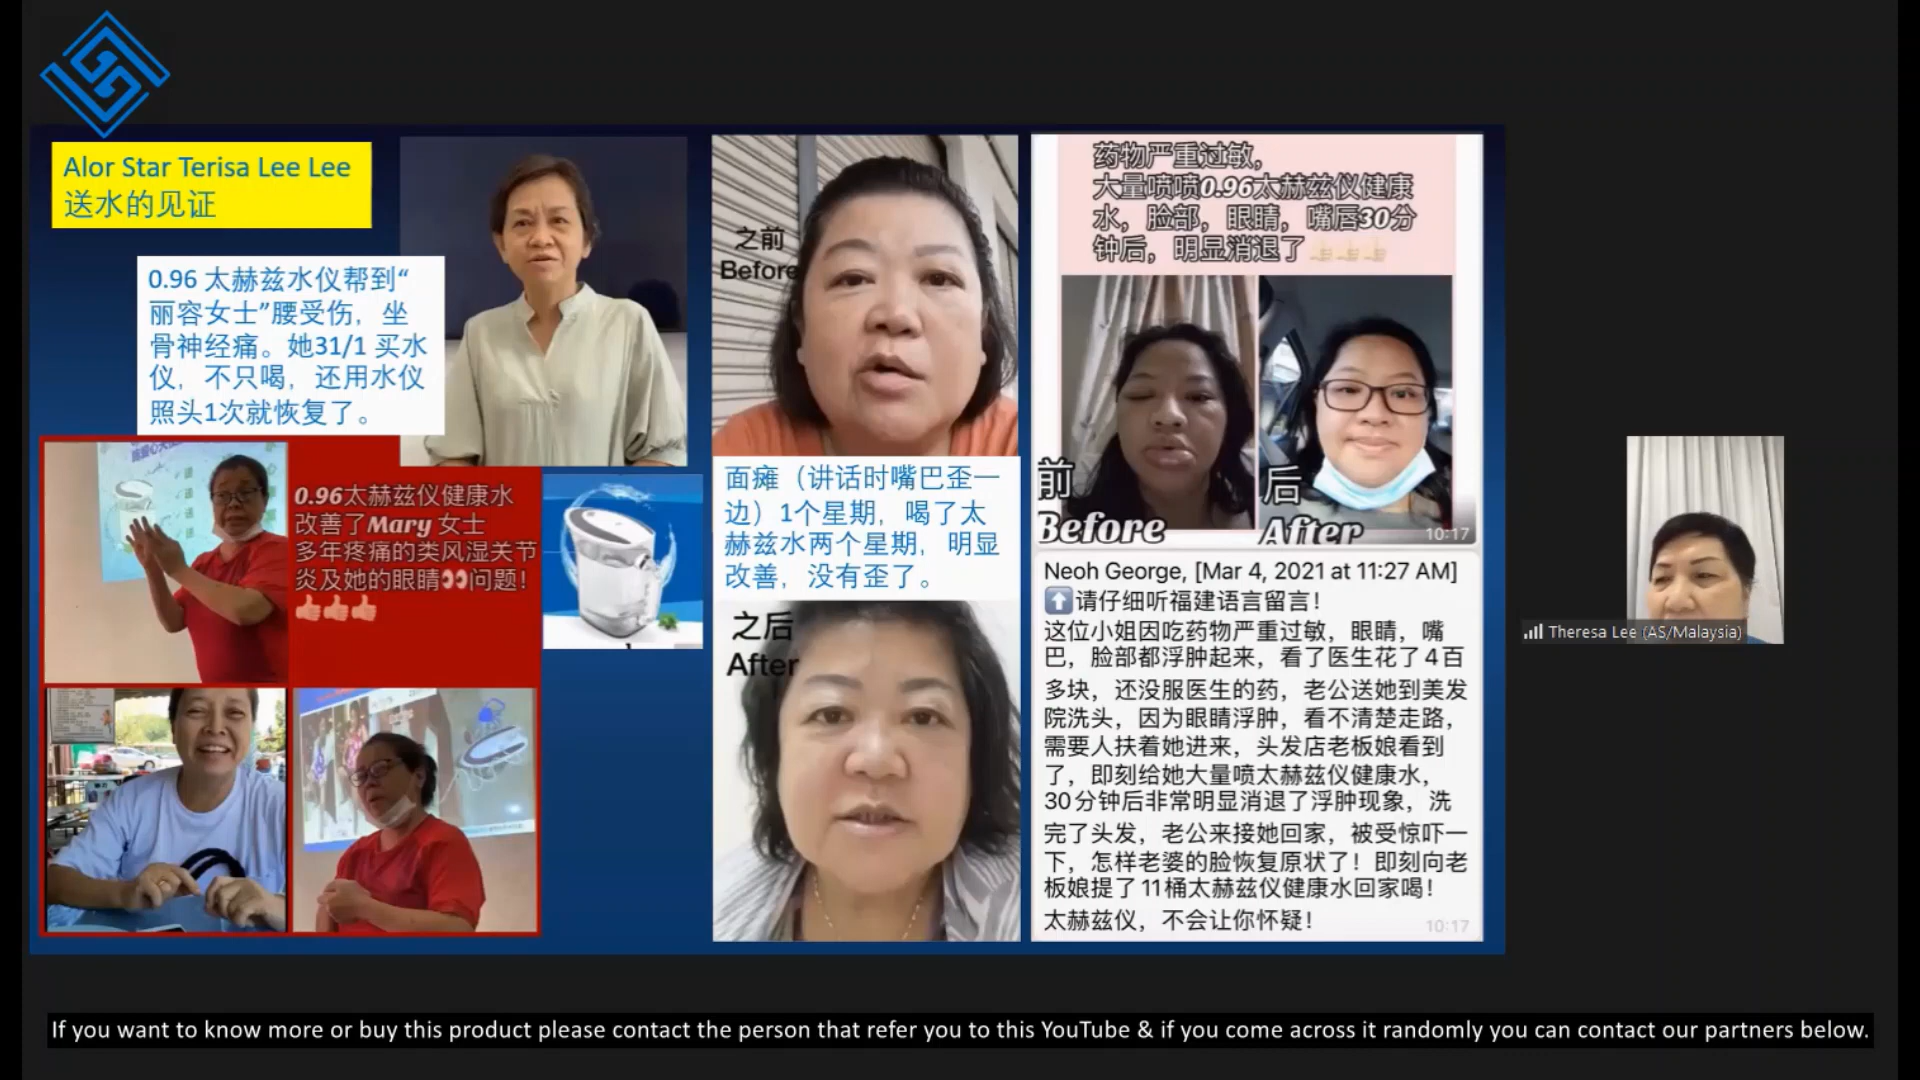 Alor Star Terisa Lee Lee
送水的见证
0.96 太赫兹水仪帮到“
丽容女士”腰受伤，坐
骨神经痛。她31/1 买水
仪，不只喝，还用水仪
照头1次就恢复了。
0.96太赫兹仪健康水
改善了Mary 女士
多年疼痛的类风湿关节
炎及她的眼睛👀问题！
👍👍👍
之前
Before
面瘫（讲话时嘴巴歪一
边）1个星期，喝了太
赫兹水两个星期，明显
改善，没有歪了。
之后
After
药物严重过敏，
大量喷喷0.96太赫兹仪健康
水，脸部，眼睛，嘴唇30分
钟后，明显消退了👍🏻👍🏻👍🏻
前
Before
后
After
10:17
Neoh George, [Mar 4, 2021 at 11:27 AM]
⬆️请仔细听福建语言留言！
这位小姐因吃药物严重过敏，眼睛，嘴
巴，脸部都浮肿起来，看了医生花了4百
多块，还没服医生的药，老公送她到美发
院洗头，因为眼睛浮肿，看不清楚走路，
需要人扶着她进来，头发店老板娘看到
了，即刻给她大量喷太赫兹仪健康水，
30分钟后非常明显消退了浮肿现象，洗
完了头发，老公来接她回家，被受惊吓一
下，怎样老婆的脸恢复原状了！即刻向老
板娘提了11桶太赫兹仪健康水回家喝！
太赫兹仪，不会让你怀疑！
10:17
Theresa Lee (AS/Malaysia)
If you want to know more or buy this product please contact the person that refer you to this YouTube & if you come across it randomly you can contact our partners below.